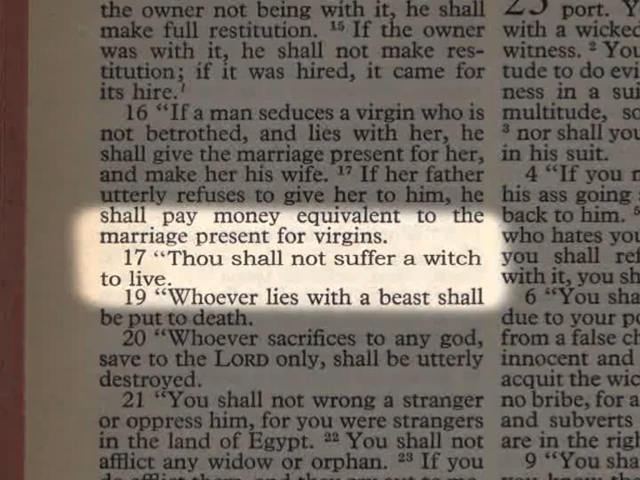 the owner not being with it, he shall
make full restitution. ¹⁵ If the owner
was with it, he shall not make res-
titution; if it was hired, it came for
its hire.ˡ
16 “If a man seduces a virgin who is
not betrothed, and lies with her, he
shall give the marriage present for her,
and make her his wife. ¹⁷ If her father
utterly refuses to give her to him, he
shall pay money equivalent to the
marriage present for virgins.
17 “Thou shall not suffer a witch
to live.
19 “Whoever lies with a beast shall
be put to death.
20 “Whoever sacrifices to any god,
save to the LORD only, shall be utterly
destroyed.
21 “You shall not wrong a stranger
or oppress him, for you were strangers
in the land of Egypt. ²² You shall not
afflict any widow or orphan. ²³ If you
23 port. Y
with a wicked
witness. ² You
tude to do evi
ness in a sui
multitude, so
³ nor shall you
in his suit.
4 “If you
his ass going
back to him.
who hates you
you shall ref
with it, you sh
6 “You sha
due to your po
from a false ch
innocent and
acquit the wic
no bribe, for a
and subverts
are in the righ
9 “You sha